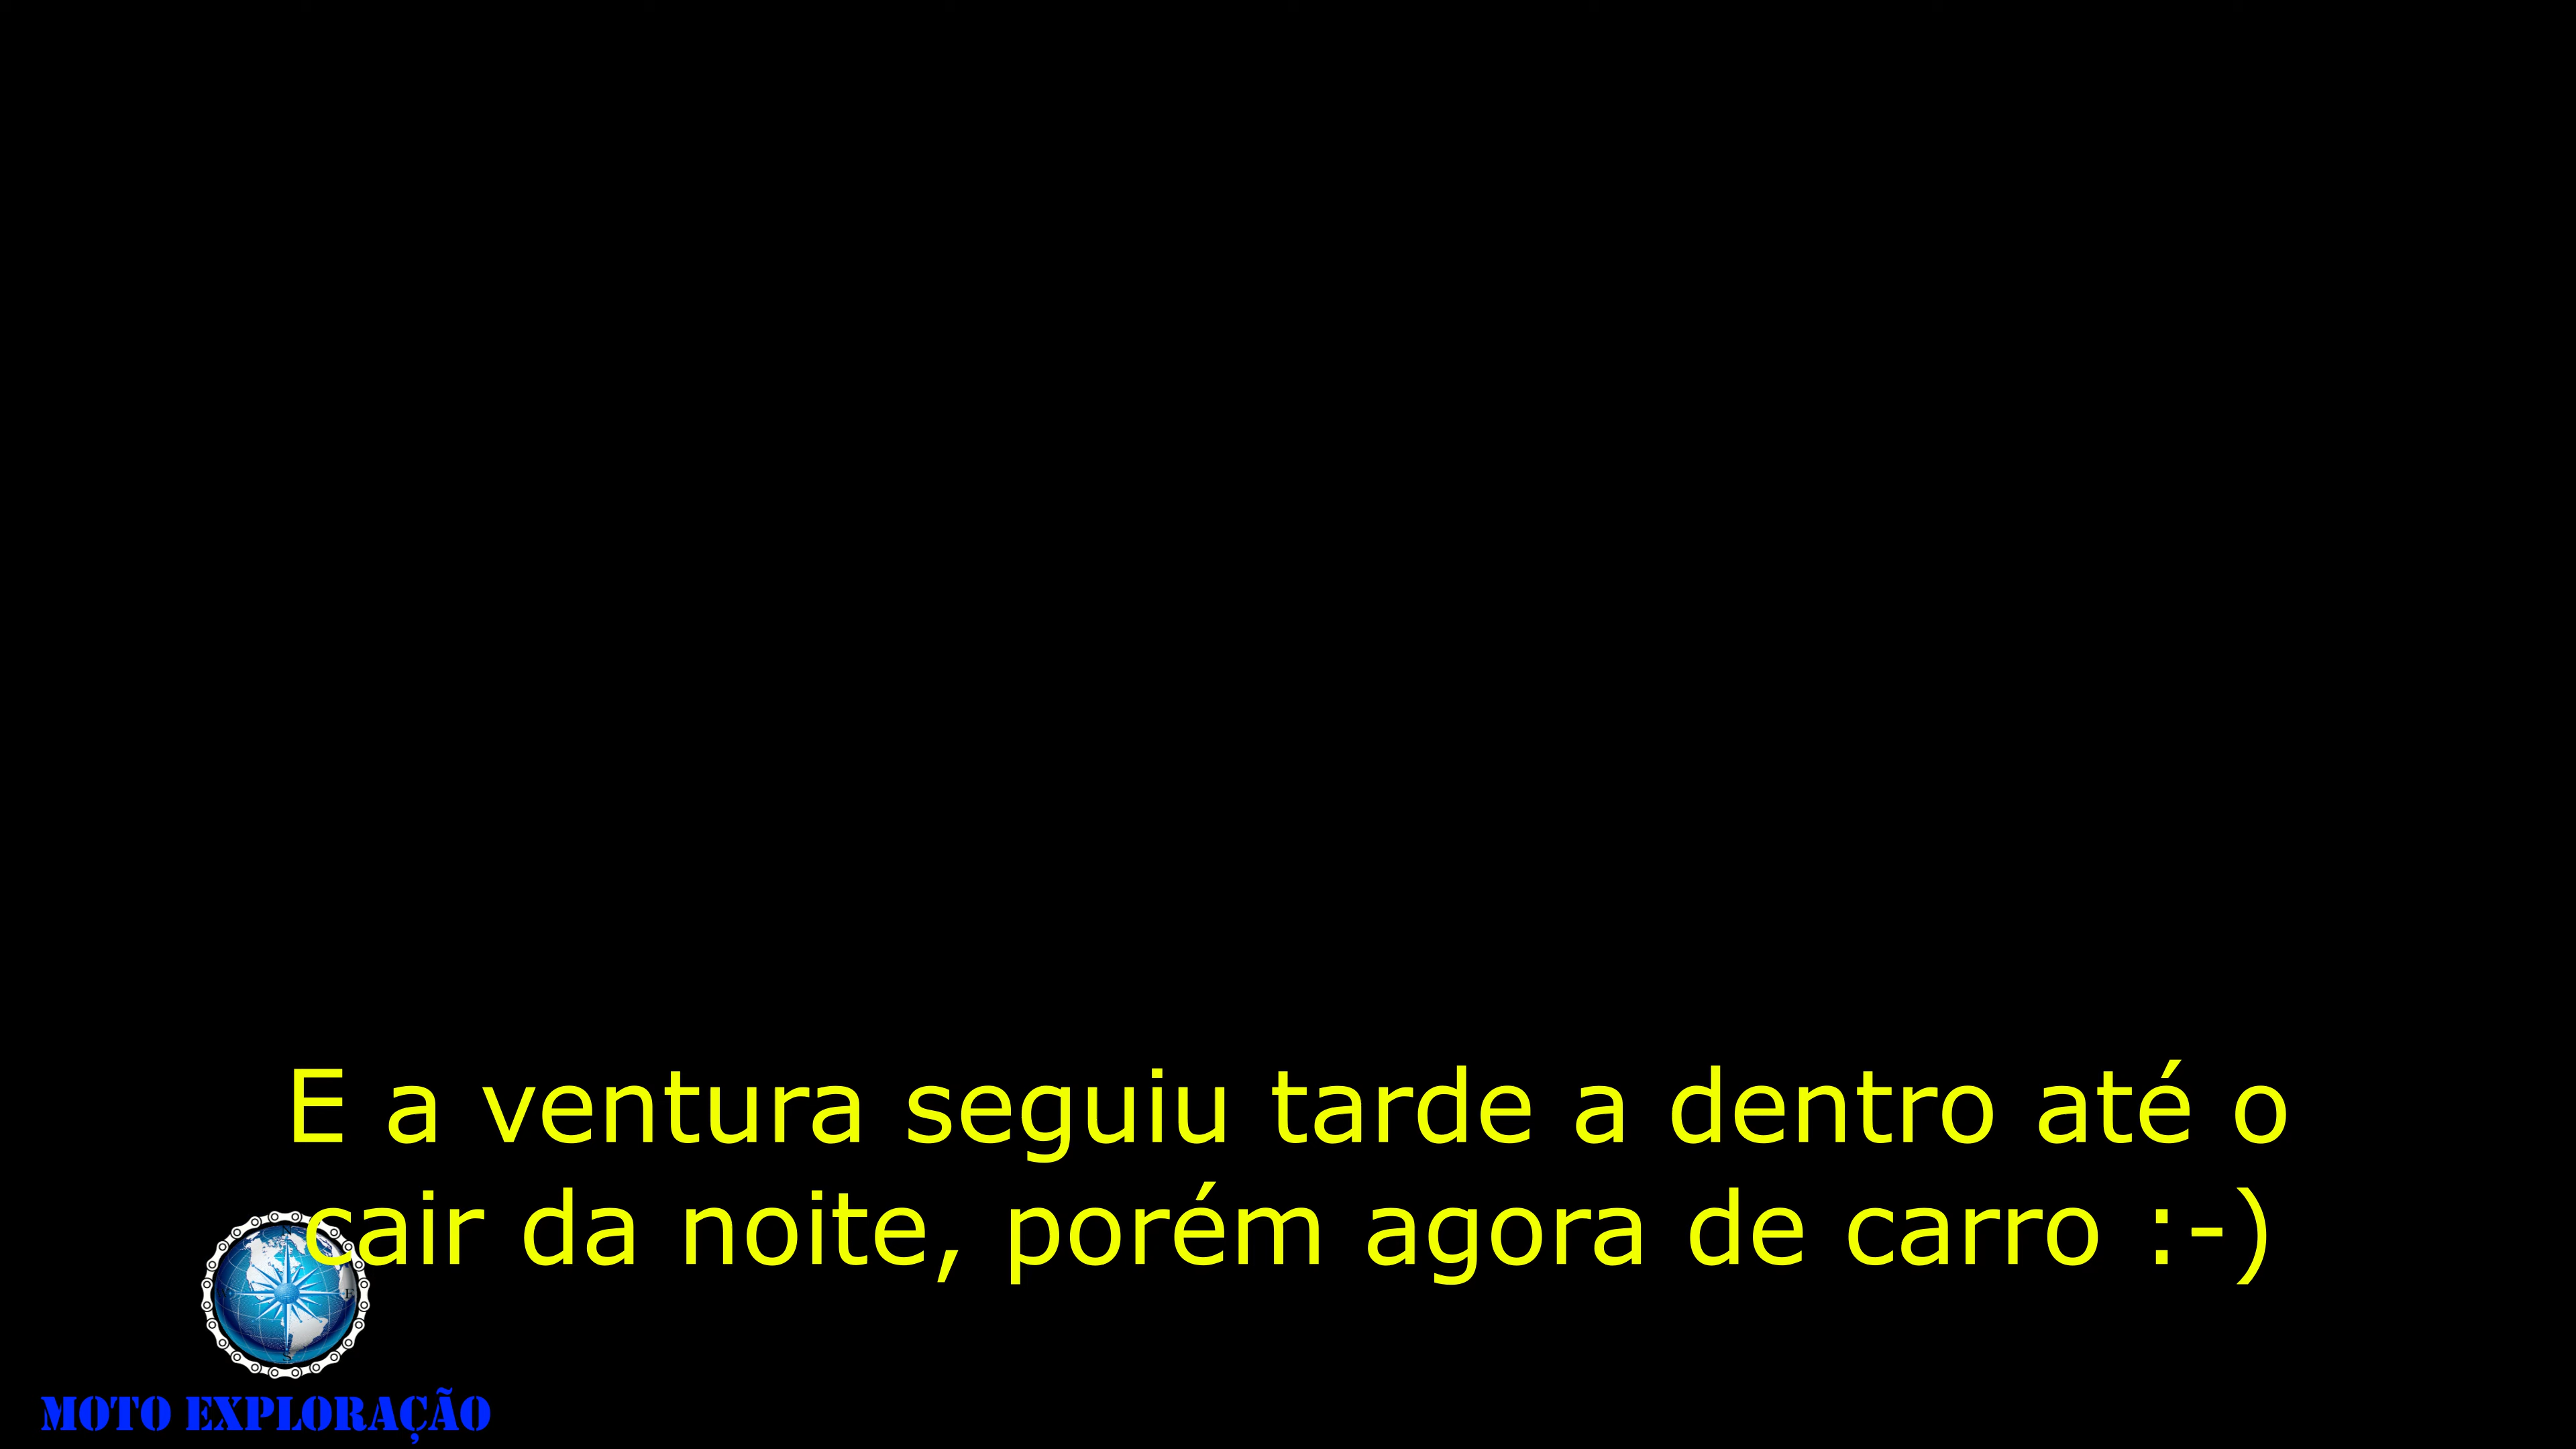 E a ventura seguiu tarde a dentro até o
cair da noite, porém agora de carro :-)
MOTO EXPLORAÇÃO